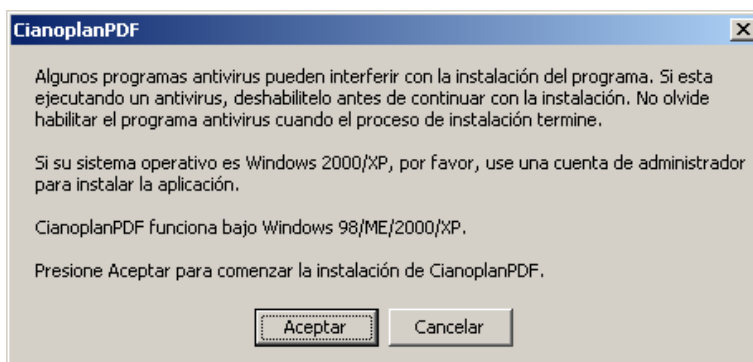 CianoplanPDF
Algunos programas antivirus pueden interferir con la instalación del programa. Si esta
ejecutando un antivirus, deshabilitelo antes de continuar con la instalación. No olvide
habilitar el programa antivirus cuando el proceso de instalación termine.
Si su sistema operativo es Windows 2000/XP, por favor, use una cuenta de administrador
para instalar la aplicación.
CianoplanPDF funciona bajo Windows 98/ME/2000/XP.
Presione Aceptar para comenzar la instalación de CianoplanPDF.
Aceptar
Cancelar